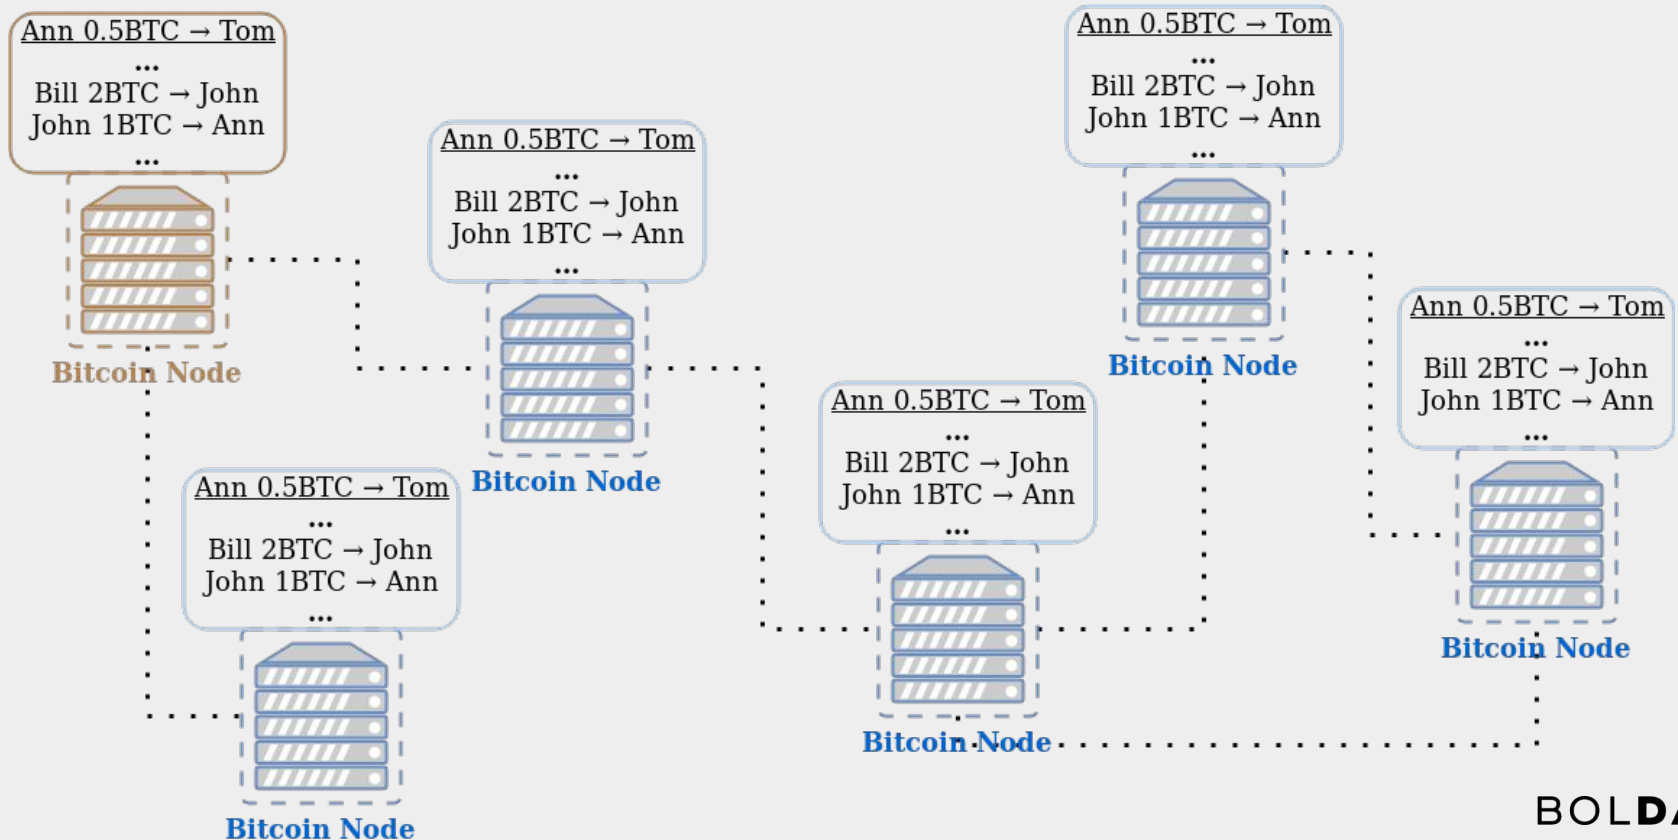 Ann 0.5BTC → Tom
...
Bill 2BTC → John
John 1BTC → Ann
...
Bitcoin Node
Ann 0.5BTC → Tom
...
Bill 2BTC → John
John 1BTC → Ann
...
Bitcoin Node
Ann 0.5BTC → Tom
...
Bill 2BTC → John
John 1BTC → Ann
...
Bitcoin Node
Ann 0.5BTC → Tom
...
Bill 2BTC → John
John 1BTC → Ann
...
Bitcoin Node
Ann 0.5BTC → Tom
...
Bill 2BTC → John
John 1BTC → Ann
...
Bitcoin Node
Ann 0.5BTC → Tom
...
Bill 2BTC → John
John 1BTC → Ann
...
Bitcoin Node